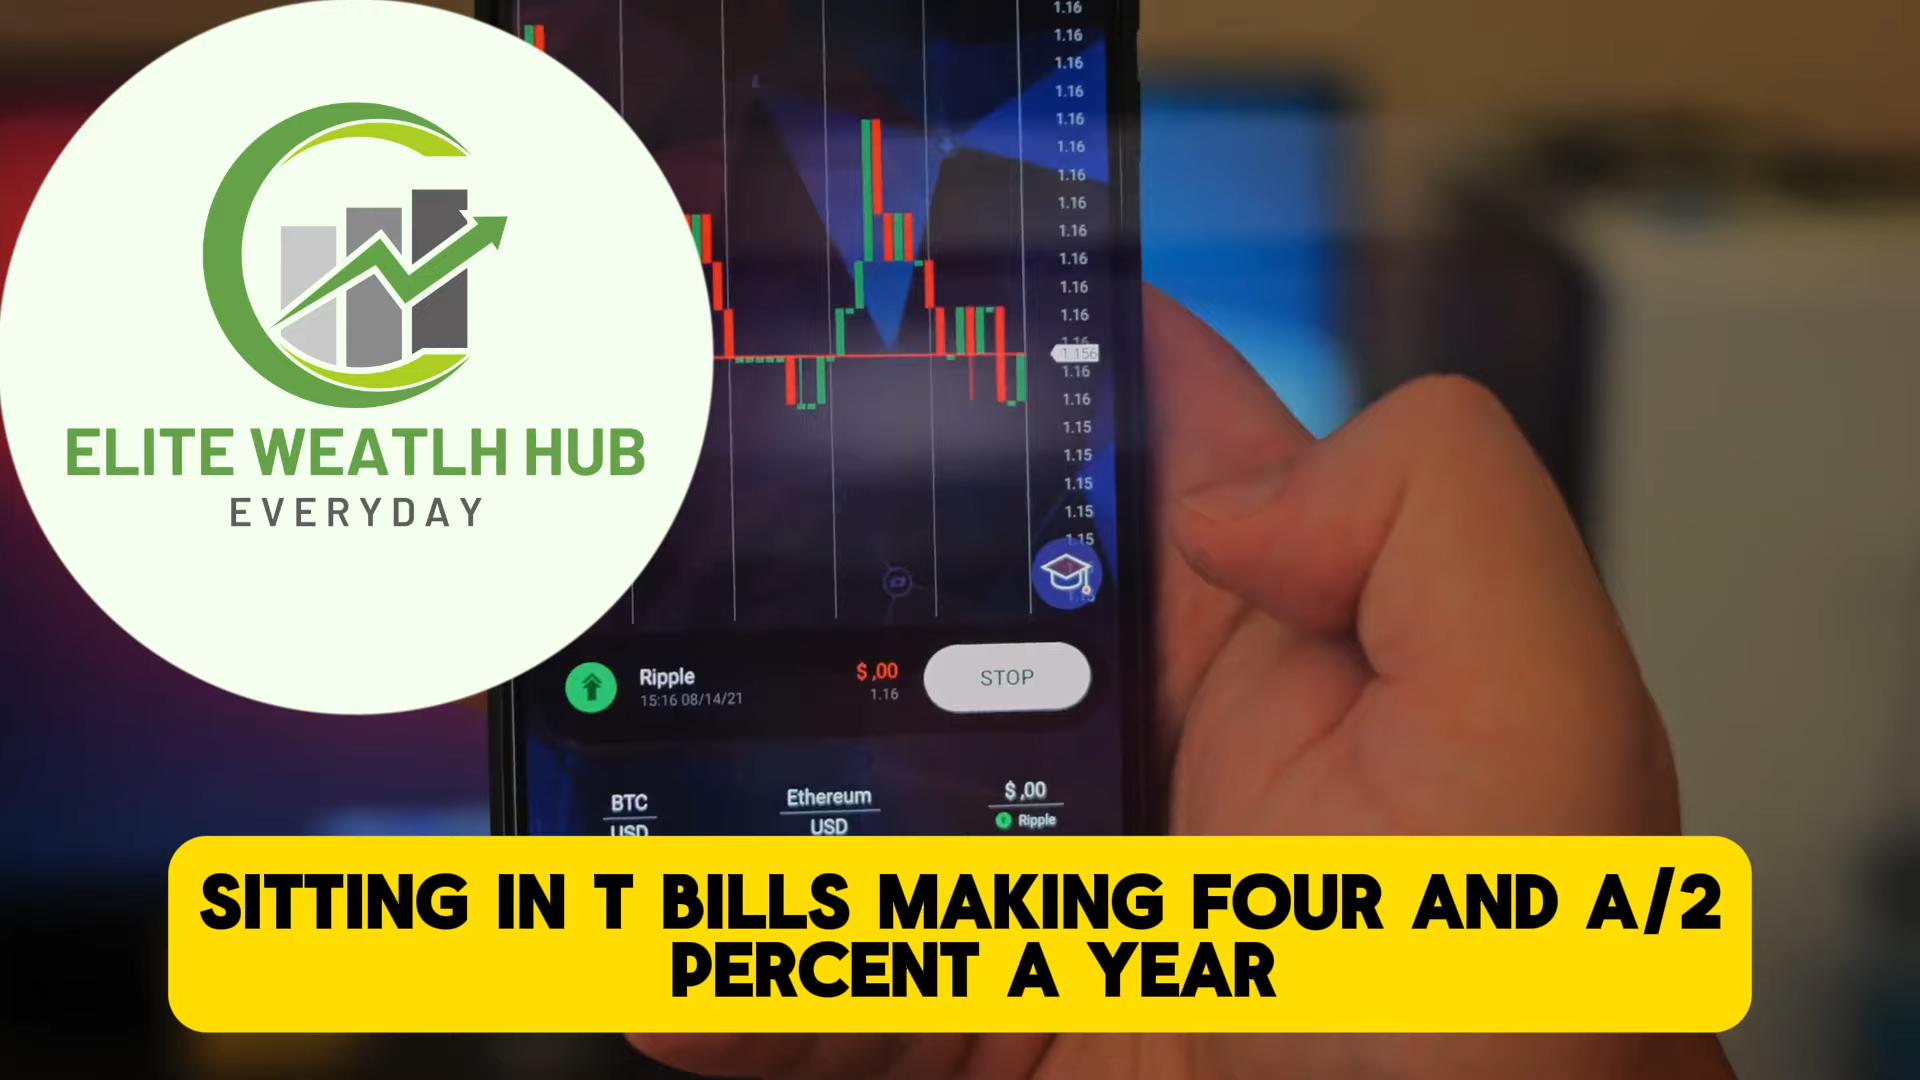 1.16
1.16
1.16
1.16
1.16
1.16
1.16
1.16
1.16
1.16
1.16
1.16
1.156
1.16
1.16
1.15
1.15
1.15
1.15
1.15
ELITE WEATLH HUB
EVERYDAY
Ripple
15:16 08/14/21
$,00
1.16
STOP
BTC
USD
Ethereum
USD
$,00
Ripple
SITTING IN T BILLS MAKING FOUR AND A/2
PERCENT A YEAR